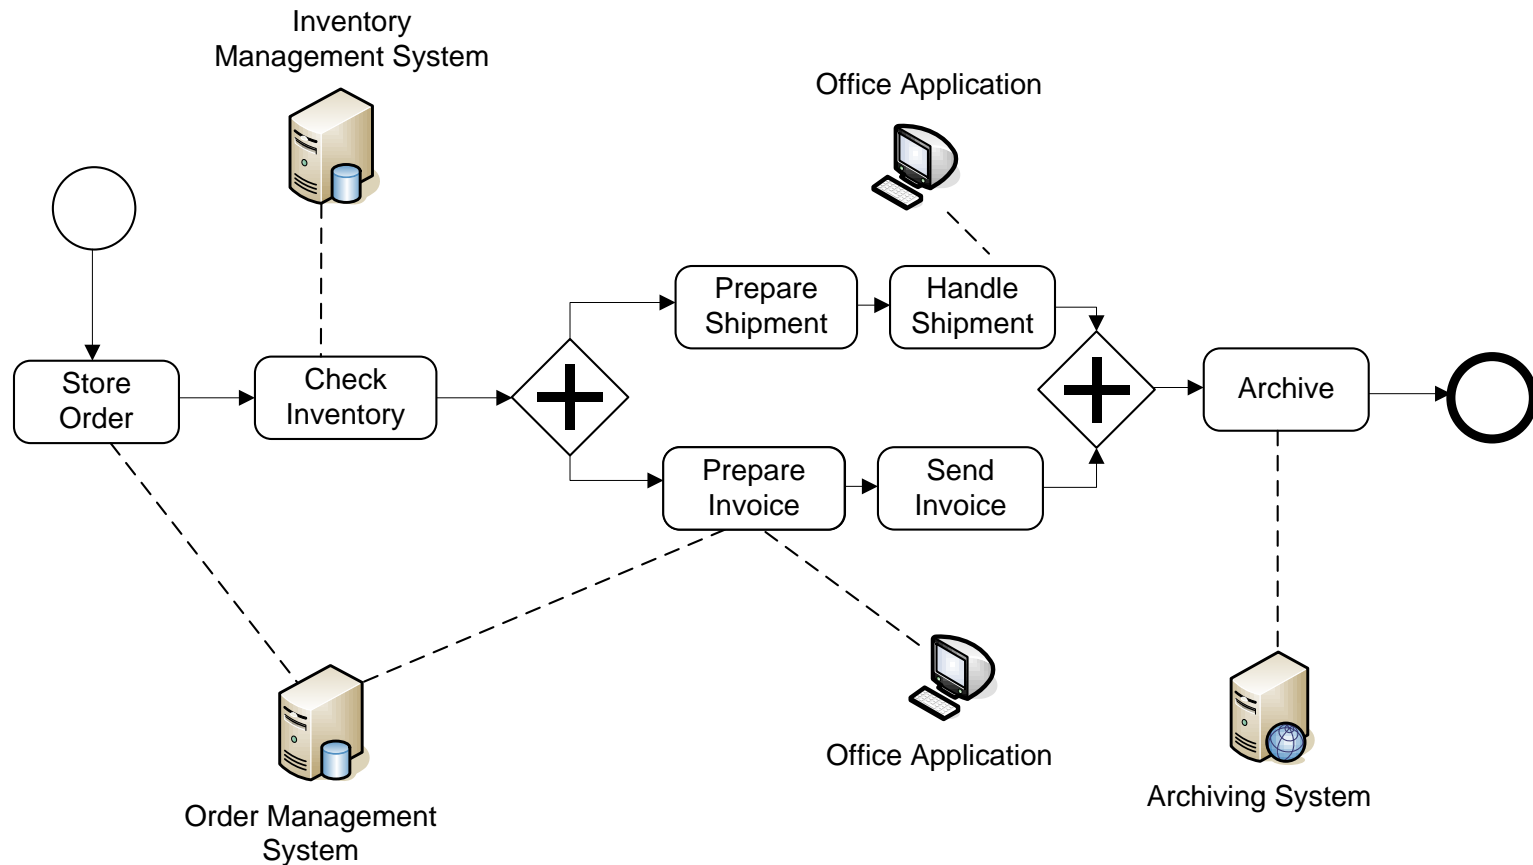 Inventory
Management System
Office Application
Prepare
Shipment
Handle
Shipment
Store
Order
Check
Inventory
Archive
Prepare
Invoice
Send
Invoice
Office Application
Archiving System
Order Management
System